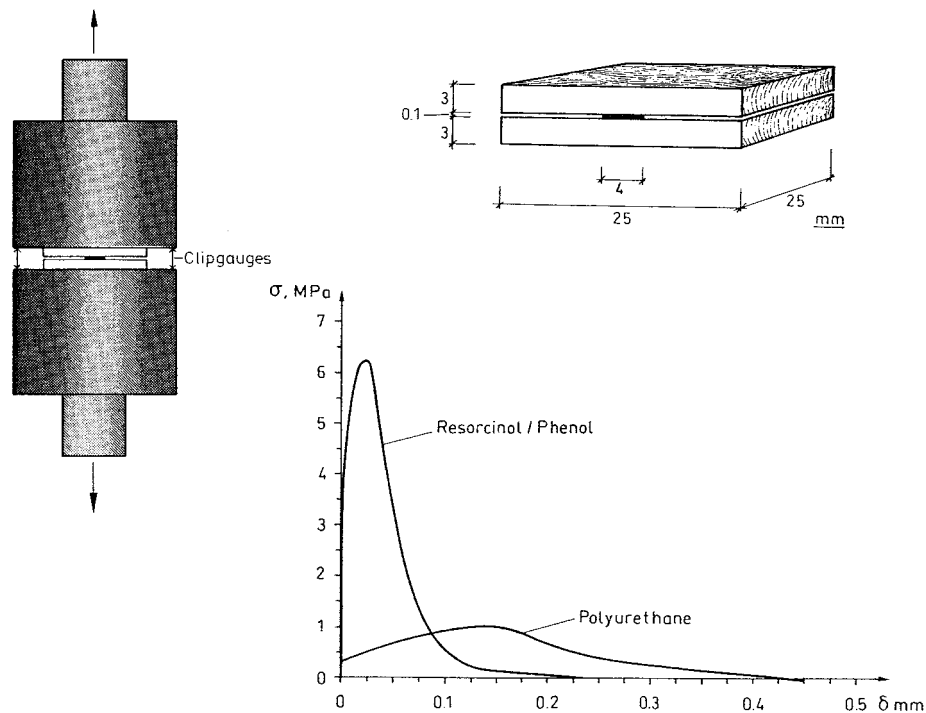 3
0.1
3
4
25
25
mm
Clipgauges
σ, MPa
7
6
5
4
3
2
1
0
Resorcinol / Phenol
Polyurethane
0 0.1 0.2 0.3 0.4 0.5 δ mm